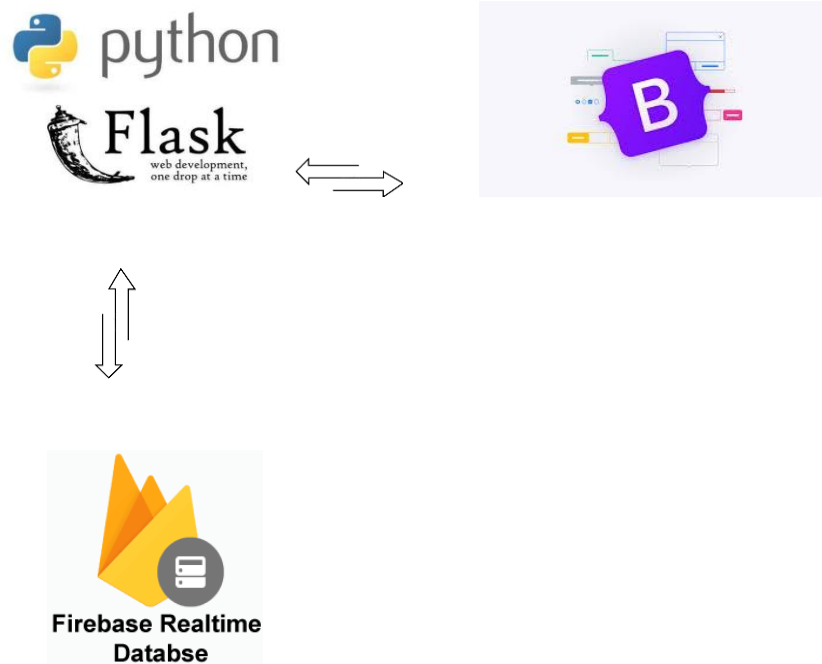 python
Flask
web development,
one drop at a time
B
Firebase Realtime
Databse